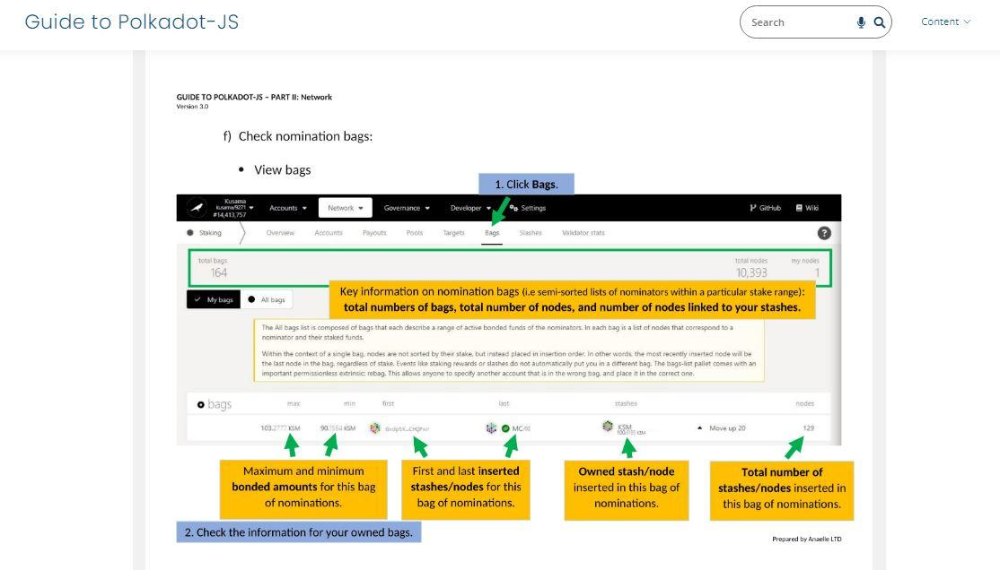 Guide to Polkadot-JS
Search
Content
GUIDE TO POLKADOT-JS – PART II: Network
Version 3.0
f) Check nomination bags:
• View bags
1. Click Bags.
Kusama
kusama/9271
#14,413,757
Accounts
Network
Governance
Developer
Settings
GitHub
Wiki
Staking
Overview
Accounts
Payouts
Pools
Targets
Bags
Slashes
Validator stats
?
total bags
164
total nodes
10,393
my nodes
1
My bags
All bags
Key information on nomination bags (i.e semi-sorted lists of nominators within a particular stake range):
total numbers of bags, total number of nodes, and number of nodes linked to your stashes.
The All bags list is composed of bags that each describe a range of active bonded funds of the nominators. In each bag is a list of nodes that correspond to a
nominator and their staked funds.
Within the context of a single bag, nodes are not sorted by their stake, but instead placed in insertion order. In other words, the most recently inserted node will be
the last node in the bag, regardless of stake. Events like staking rewards or slashes do not automatically put you in a different bag. The bags-list pallet comes with an
important permissionless extrinsic: rebag. This allows anyone to specify another account that is in the wrong bag, and place it in the correct one.
bags
max
min
first
last
stashes
nodes
103.2777 KSM
90.1564 KSM
MC/02
KSM
KSM
Move up 20
129
Maximum and minimum
bonded amounts for this bag
of nominations.
First and last inserted
stashes/nodes for this
bag of nominations.
Owned stash/node
inserted in this bag of
nominations.
Total number of
stashes/nodes inserted in
this bag of nominations.
2. Check the information for your owned bags.
Prepared by Anaelle LTD